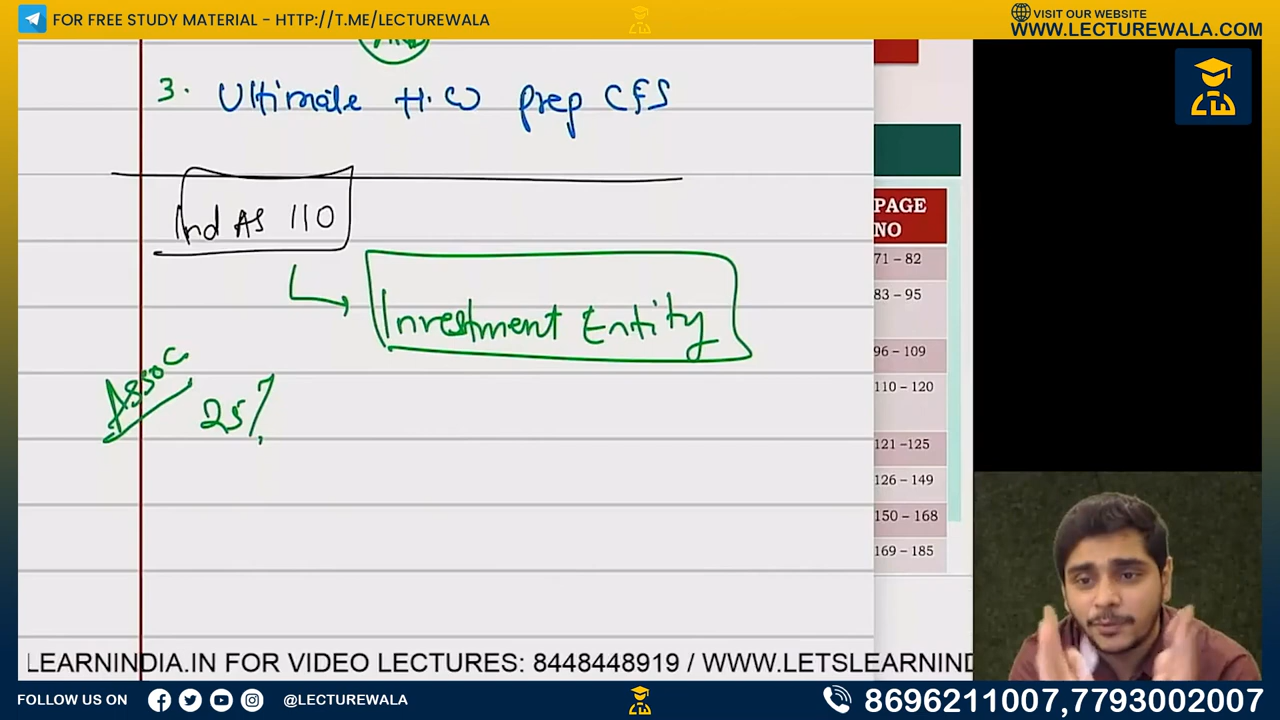 FOR FREE STUDY MATERIAL - HTTP://T.ME/LECTUREWALA
VISIT OUR WEBSITE
WWW.LECTUREWALA.COM
3. Ultimate H.W prep CFS
Ind AS 110
Investment Entity
Assoc
25%
PAGE
NO
71 – 82
83 – 95
96 – 109
110 – 120
121 –125
126 – 149
150 – 168
169 – 185
LEARNINDIA.IN FOR VIDEO LECTURES: 8448448919 / WWW.LETSLEARNIND
FOLLOW US ON
@LECTUREWALA
8696211007,7793002007